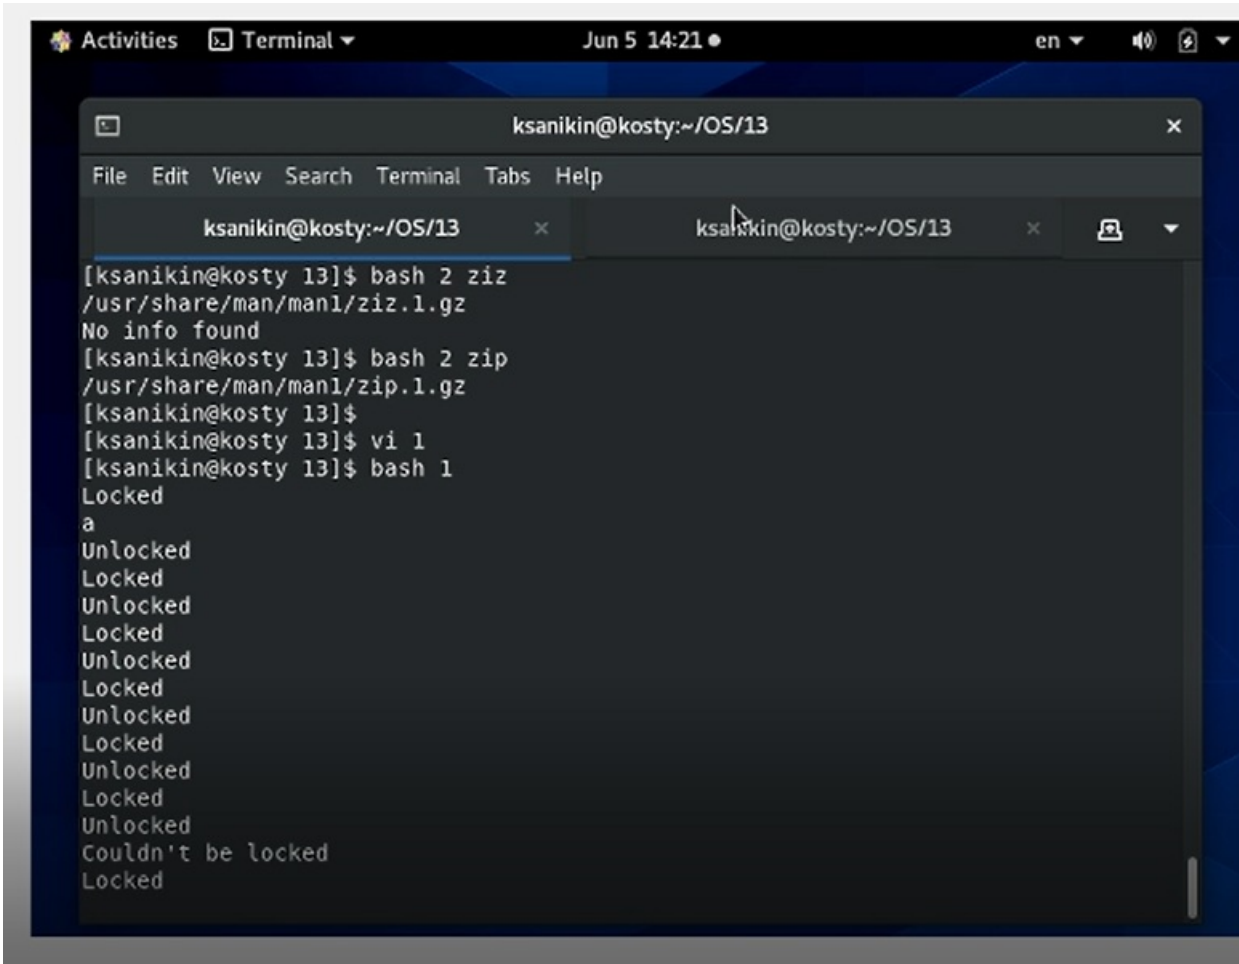 Activities Terminal Jun 5 14:21 en
ksanikin@kosty:~/OS/13
File Edit View Search Terminal Tabs Help
ksanikin@kosty:~/OS/13 ksanikin@kosty:~/OS/13
[ksanikin@kosty 13]$ bash 2 ziz
/usr/share/man/man1/ziz.1.gz
No info found
[ksanikin@kosty 13]$ bash 2 zip
/usr/share/man/man1/zip.1.gz
[ksanikin@kosty 13]$
[ksanikin@kosty 13]$ vi 1
[ksanikin@kosty 13]$ bash 1
Locked
a
Unlocked
Locked
Unlocked
Locked
Unlocked
Locked
Unlocked
Locked
Unlocked
Locked
Unlocked
Couldn't be locked
Locked